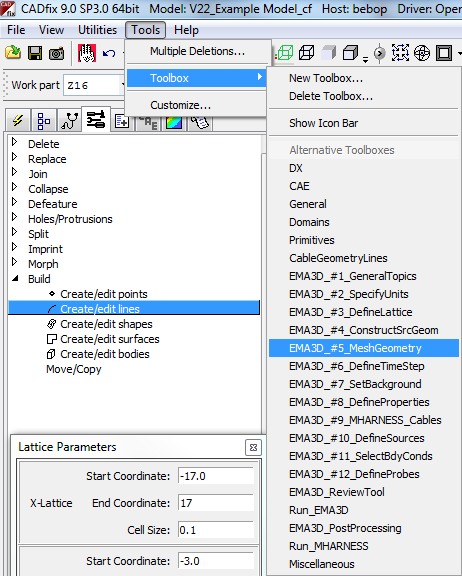 CADfix 9.0 SP3.0 64bit Model: V22_Example Model_cf Host: bebop Driver: Oper
File View Utilities Tools Help
Multiple Deletions...
Work part Z16
Toolbox
Customize...
New Toolbox...
Delete Toolbox...
Show Icon Bar
Alternative Toolboxes
DX
CAE
General
Domains
Primitives
CableGeometryLines
EMA3D_#1_GeneralTopics
EMA3D_#2_SpecifyUnits
EMA3D_#3_DefineLattice
EMA3D_#4_ConstructSrcGeom
EMA3D_#5_MeshGeometry
EMA3D_#6_DefineTimeStep
EMA3D_#7_SetBackground
EMA3D_#8_DefineProperties
EMA3D_#9_MHARNESS_Cables
EMA3D_#10_DefineSources
EMA3D_#11_SelectBdyConds
EMA3D_#12_DefineProbes
EMA3D_ReviewTool
Run_EMA3D
EMA3D_PostProcessing
Run_MHARNESS
Miscellaneous
Delete
Replace
Join
Collapse
Defeature
Holes/Protrusions
Split
Imprint
Morph
Build
Create/edit points
Create/edit lines
Create/edit shapes
Create/edit surfaces
Create/edit bodies
Move/Copy
Lattice Parameters
Start Coordinate: -17.0
X-Lattice End Coordinate: 17
Cell Size: 0.1
Start Coordinate: -3.0